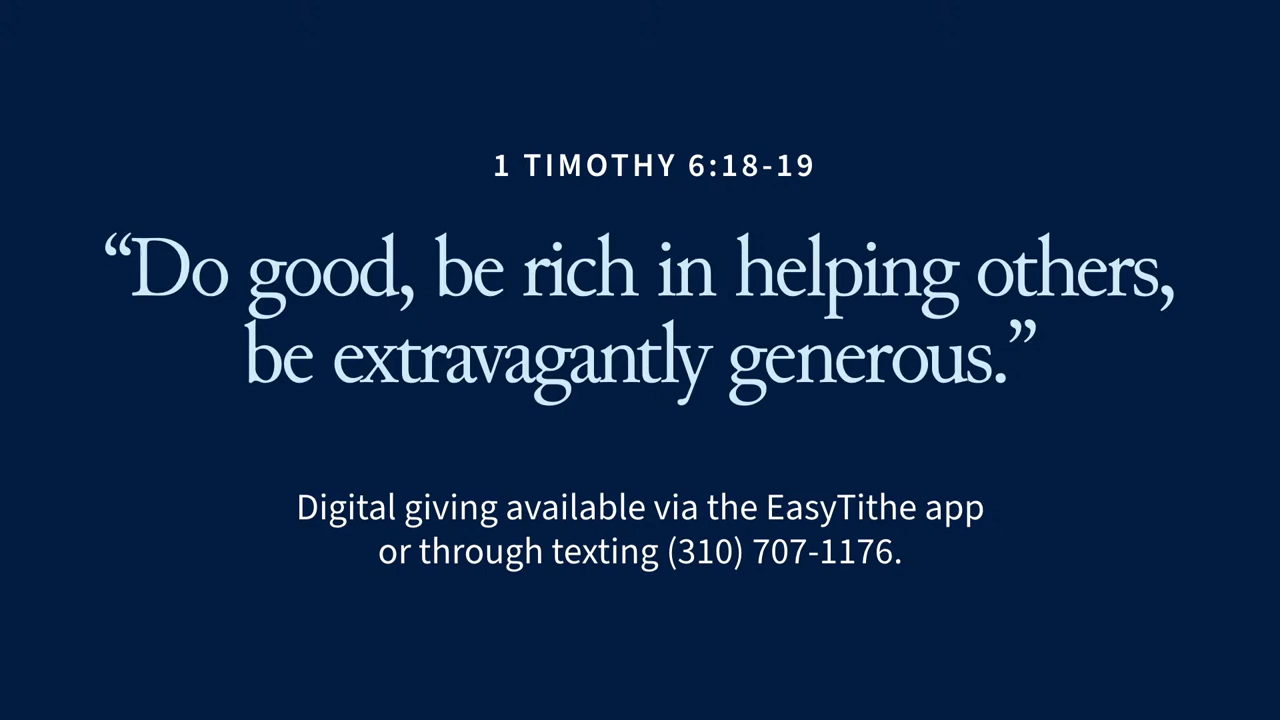 1 TIMOTHY 6:18-19
“Do good, be rich in helping others,
be extravagantly generous.”
Digital giving available via the EasyTithe app
or through texting (310) 707-1176.